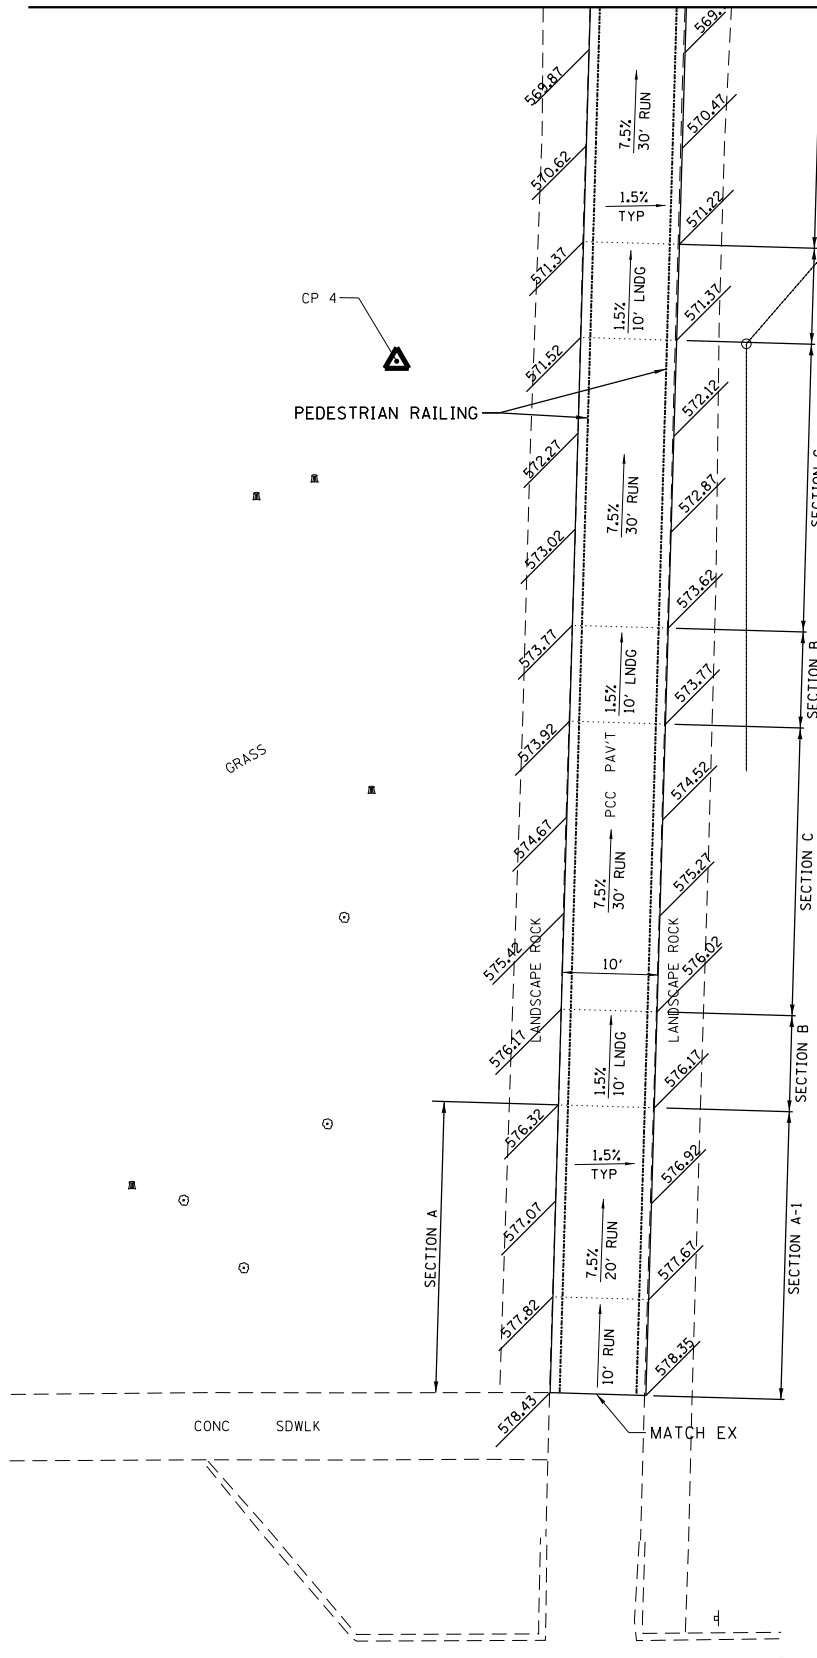 569.
569.87
7.5%
30' RUN
570.47
570.62
1.5%
TYP
571.22
571.37
1.5%
10' LNDG
571.37
CP 4
571.52
PEDESTRIAN RAILING
572.12
572.27
7.5%
30' RUN
572.87
573.02
SECTION C
573.62
573.77
1.5%
10' LNDG
573.77
SECTION B
573.92
GRASS
PCC PAV'T
574.52
574.67
7.5%
30' RUN
575.27
SECTION C
575.42
LANDSCAPE ROCK
10'
LANDSCAPE ROCK
576.02
576.17
1.5%
10' LNDG
576.17
SECTION B
576.32
1.5%
TYP
576.92
SECTION A
577.07
7.5%
20' RUN
577.67
SECTION A-1
577.82
10' RUN
578.35
578.43
CONC SDWLK
MATCH EX